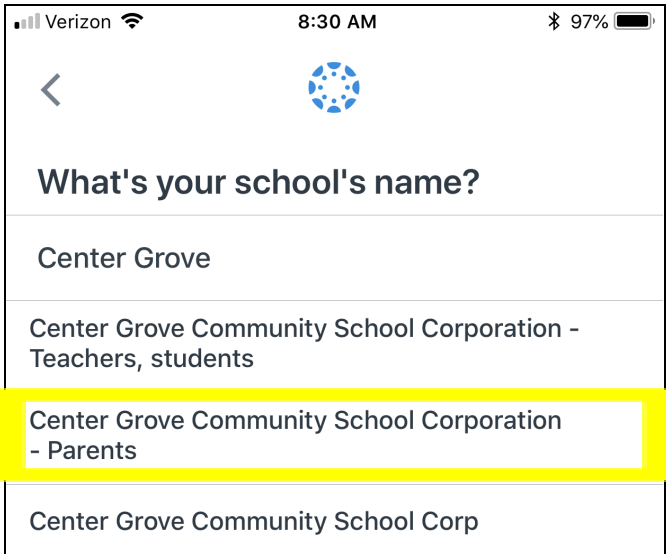 Verizon 8:30 AM 97%
What's your school's name?
Center Grove
Center Grove Community School Corporation -
Teachers, students
Center Grove Community School Corporation
- Parents
Center Grove Community School Corp